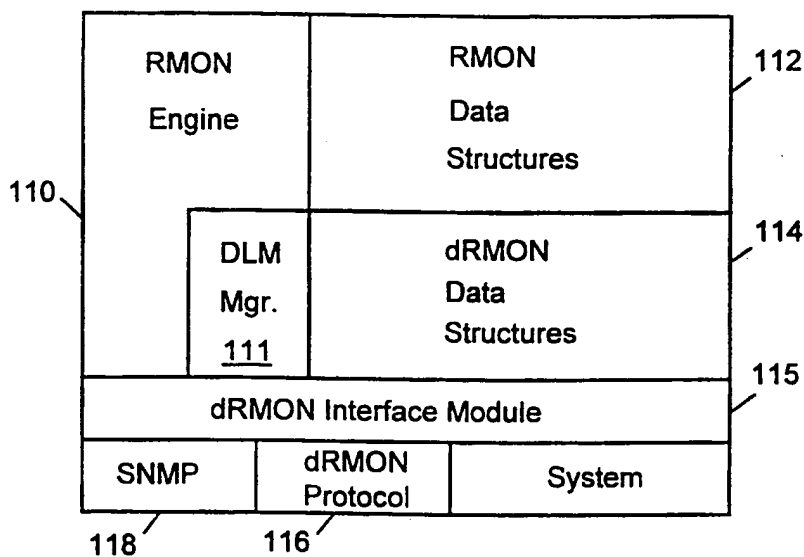 RMON
Engine
RMON
Data
Structures
112
110
DLM
Mgr.
111
dRMON
Data
Structures
114
dRMON Interface Module
115
SNMP
dRMON
Protocol
System
118
116